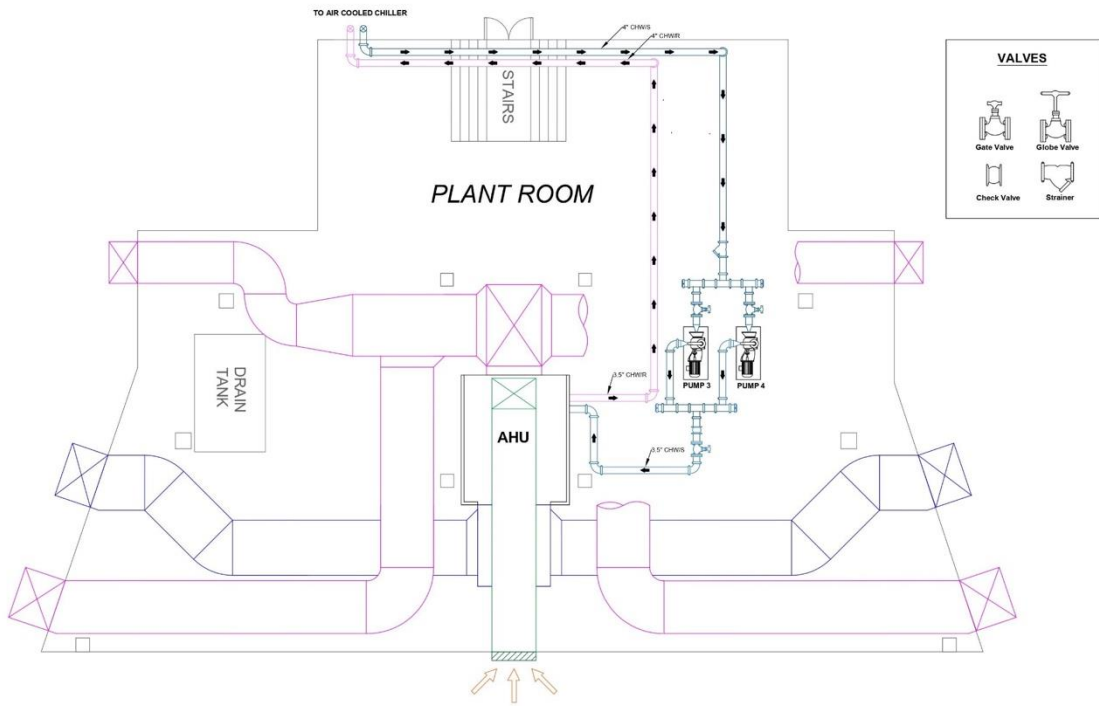 TO AIR COOLED CHILLER
4" CHW/S
4" CHW/R
STAIRS
VALVES
Gate Valve
Globe Valve
Check Valve
Strainer
PLANT ROOM
DRAIN
TANK
PUMP 3
PUMP 4
3.5" CHW/R
AHU
3.5" CHW/S